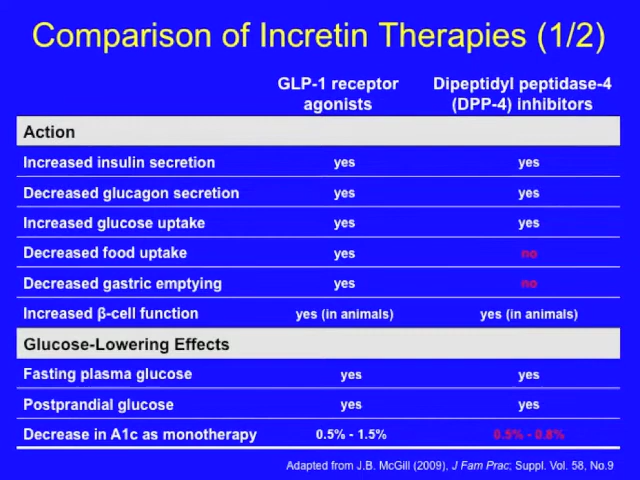 Comparison of Incretin Therapies (1/2)
GLP-1 receptor agonists Dipeptidyl peptidase-4 (DPP-4) inhibitors
Action
Increased insulin secretion yes yes
Decreased glucagon secretion yes yes
Increased glucose uptake yes yes
Decreased food uptake yes no
Decreased gastric emptying yes no
Increased β-cell function yes (in animals) yes (in animals)
Glucose-Lowering Effects
Fasting plasma glucose yes yes
Postprandial glucose yes yes
Decrease in A1c as monotherapy 0.5% - 1.5% 0.5% - 0.8%
Adapted from J.B. McGill (2009), J Fam Prac; Suppl. Vol. 58, No.9